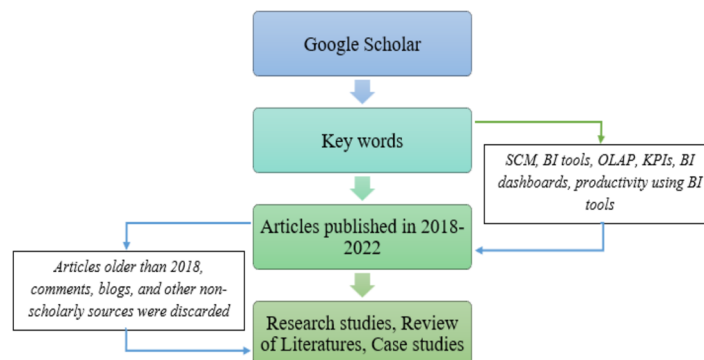 Google Scholar
Key words
SCM, BI tools, OLAP, KPIs, BI
dashboards, productivity using BI
tools
Articles published in 2018-
2022
Articles older than 2018,
comments, blogs, and other non-
scholarly sources were discarded
Research studies, Review
of Literatures, Case studies